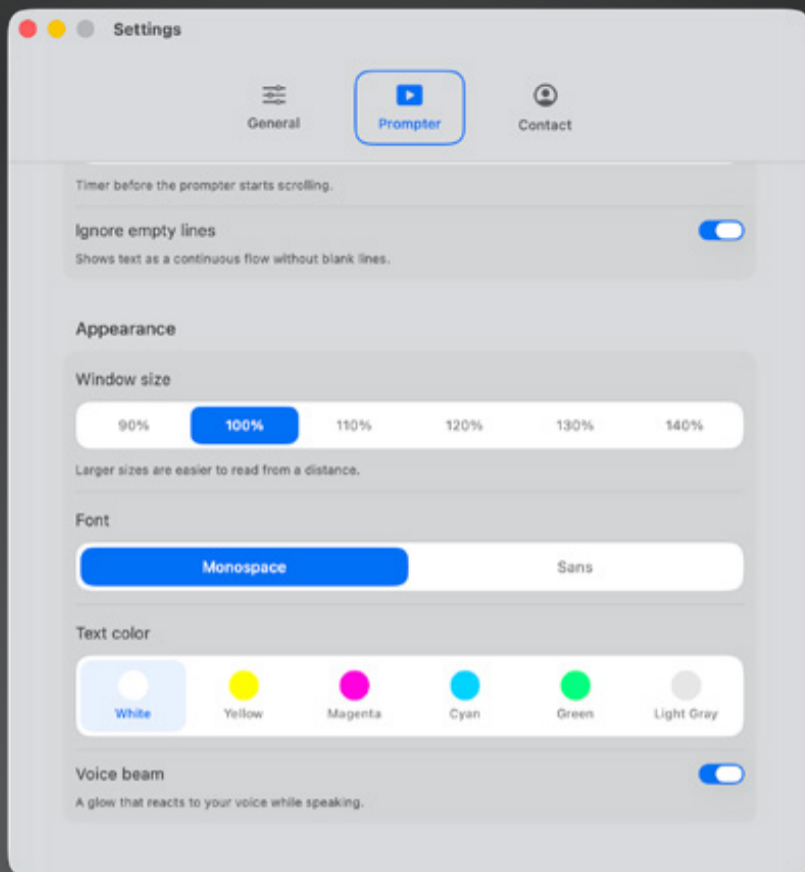 Settings
General
Prompter
Contact
Timer before the prompter starts scrolling.
Ignore empty lines
Shows text as a continuous flow without blank lines.
Appearance
Window size
90% 100% 110% 120% 130% 140%
Larger sizes are easier to read from a distance.
Font
Monospace Sans
Text color
White Yellow Magenta Cyan Green Light Gray
Voice beam
A glow that reacts to your voice while speaking.